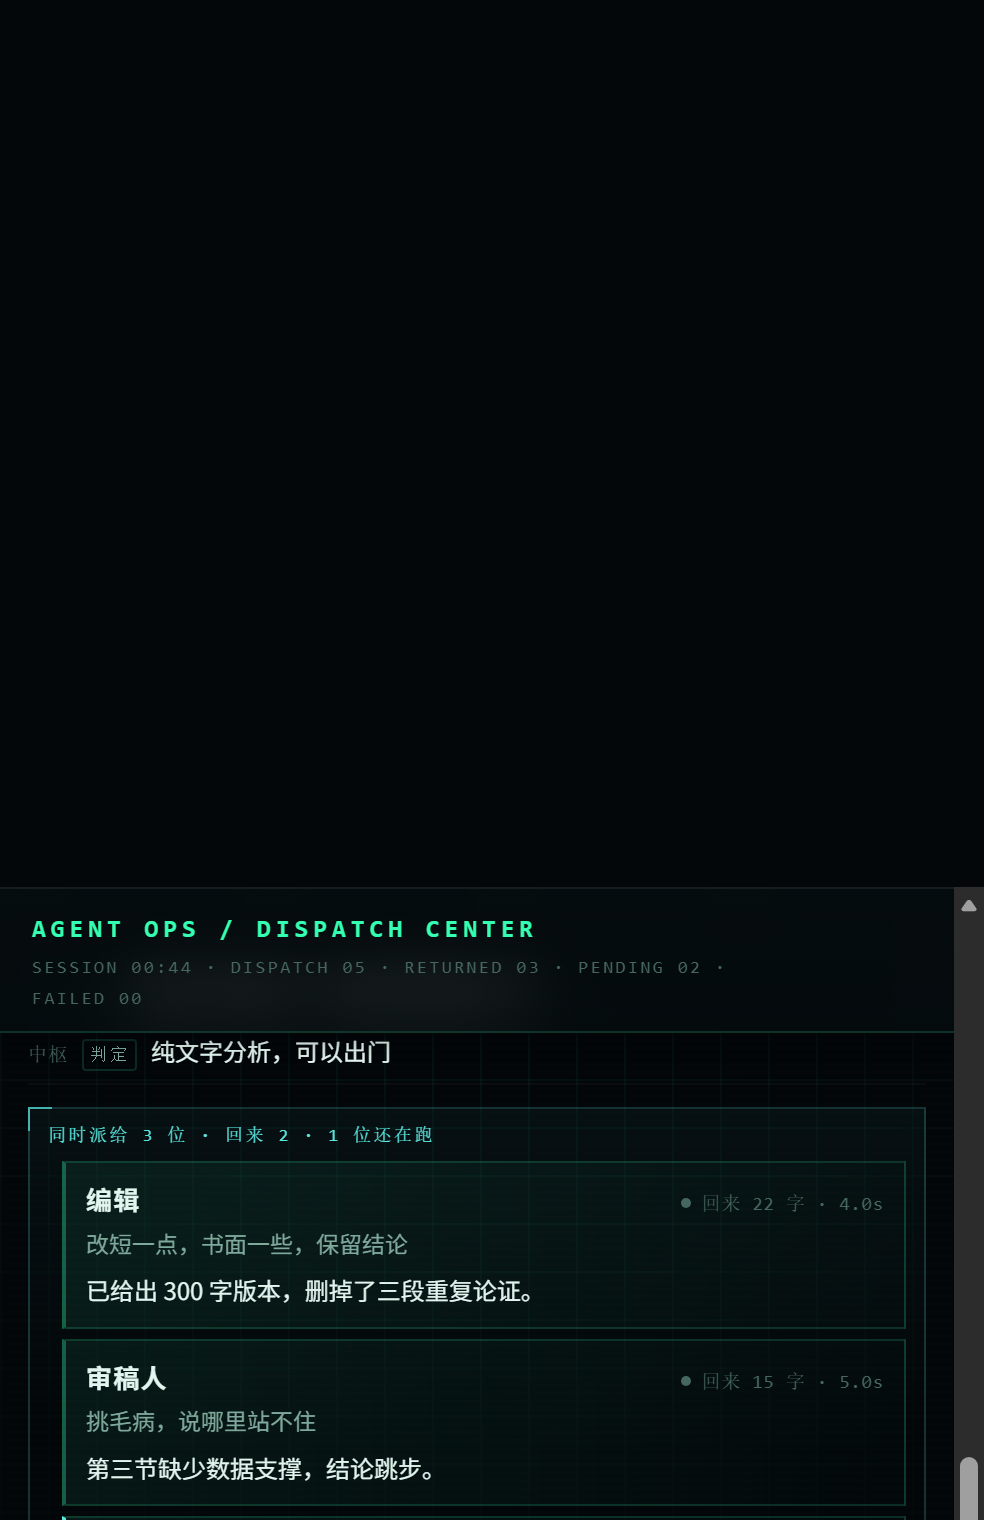 AGENT OPS / DISPATCH CENTER
SESSION 00:44 · DISPATCH 05 · RETURNED 03 · PENDING 02 ·
FAILED 00
中枢 判定 纯文字分析，可以出门
同时派给 3 位 · 回来 2 · 1 位还在跑
编辑 回来 22 字 · 4.0s
改短一点，书面一些，保留结论
已给出 300 字版本，删掉了三段重复论证。
审稿人 回来 15 字 · 5.0s
挑毛病，说哪里站不住
第三节缺少数据支撑，结论跳步。